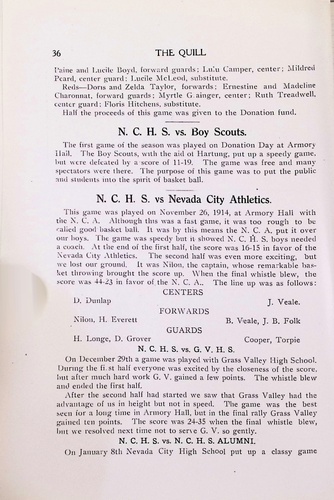 36 THE QUILL
Paine and Lucile Boyd, forward guards; Lulu Camper, center; Mildred
Peard, center guard; Lucile McLeod, substitute.
Reds—Doris and Zelda Taylor, forwards; Ernestine and Madeline
Charonnat, forward guards; Myrtle G ainger, center; Ruth Treadwell,
center guard; Floris Hitchens, substitute.
Half the proceeds of this game was given to the Donation fund.
N. C. H. S. vs. Boy Scouts.
The first game of the season was played on Donation Day at Armory
Hall. The Boy Scouts, with the aid of Hartung, put up a speedy game,
but were defeated by a score of 11-19. The game was free and many
spectators were there. The purpose of this game was to put the public
and students into the spirit of basket ball.
N. C. H. S. vs Nevada City Athletics.
This game was played on November 26, 1914, at Armory Hall with
the N. C. A. Although this was a fast game, it was too rough to be
called good basket ball. It was by this means the N. C. A. put it over
our boys. The game was speedy but it showed N. C. H. S. boys needed
a coach. At the end of the first half, the score was 16-15 in favor of the
Nevada City Athletics. The second half was even more exciting, but
we lost our ground. It was Nilon, the captain, whose remarkable bas-
ket throwing brought the score up. When the final whistle blew, the
score was 44-23 in favor of the N. C. A. The line up was as follows:
CENTERS
D. Dunlap J. Veale.
FORWARDS
Nilon, H. Everett B. Veale, J. B. Folk
GUARDS
H. Longe, D. Grover Cooper, Torpie
N. C. H. S. vs. G. V. H. S.
On December 29th a game was played with Grass Valley High School.
During the first half everyone was excited by the closeness of the score,
but after much hard work G. V. gained a few points. The whistle blew
and ended the first half.
After the second half had started we saw that Grass Valley had the
advantage of us in height but not in speed. The game was the best
seen for a long time in Armory Hall, but in the final rally Grass Valley
gained ten points. The score was 24-35 when the final whistle blew,
but we resolved next time not to serve G. V. so gently.
N. C. H. S. vs. N. C. H. S. ALUMNI.
On January 8th Nevada City High School put up a classy game